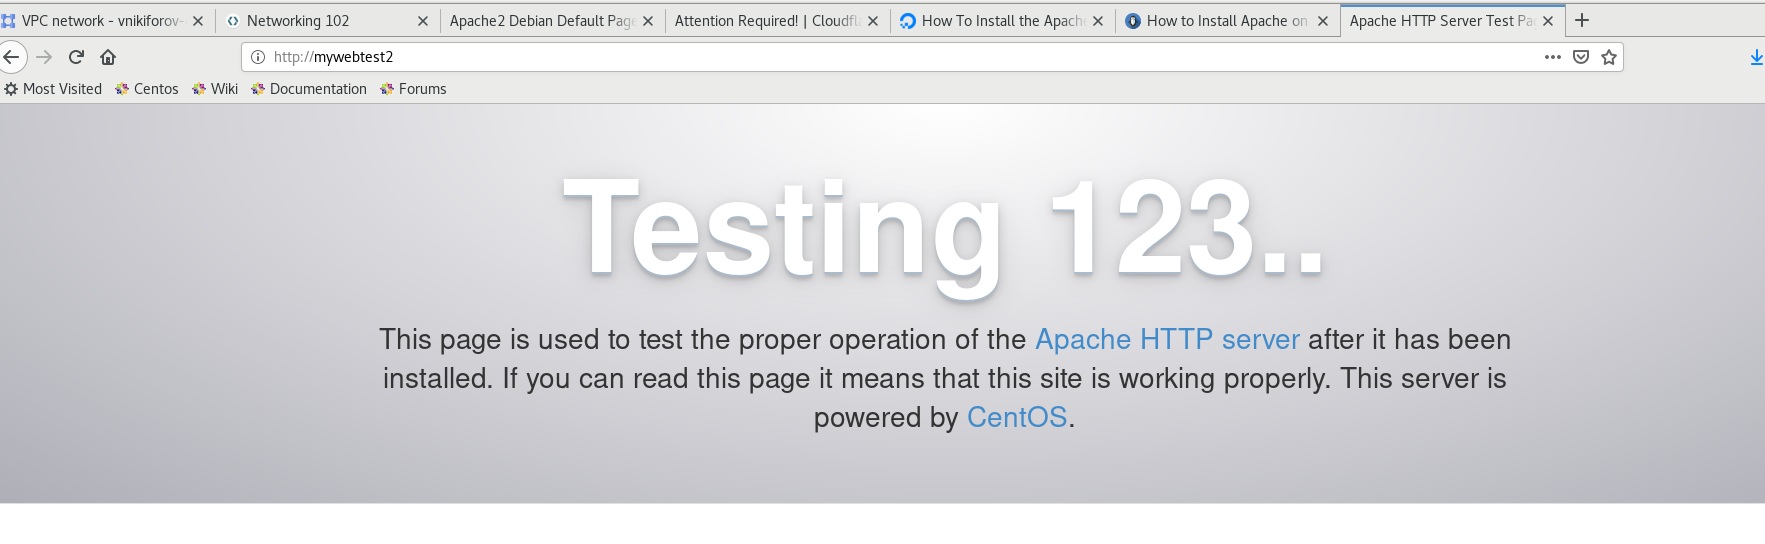 VPC network - vnikiforov-
Networking 102
Apache2 Debian Default Page
Attention Required! | Cloudfla
How To Install the Apache
How to Install Apache on
Apache HTTP Server Test Pa
http://mywebtest2
Most Visited
Centos
Wiki
Documentation
Forums
Testing 123..
This page is used to test the proper operation of the Apache HTTP server after it has been
installed. If you can read this page it means that this site is working properly. This server is
powered by CentOS.